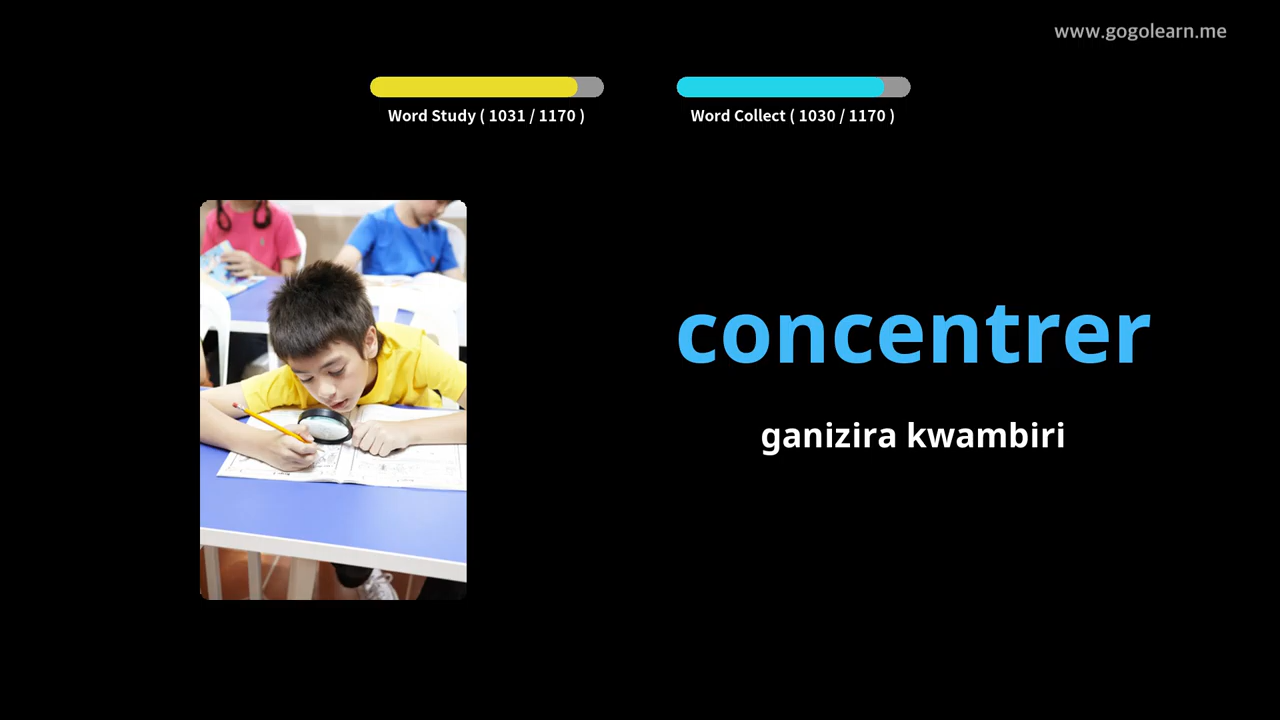 www.gogolearn.me
Word Study ( 1031 / 1170 )
Word Collect ( 1030 / 1170 )
concentrer
ganizira kwambiri